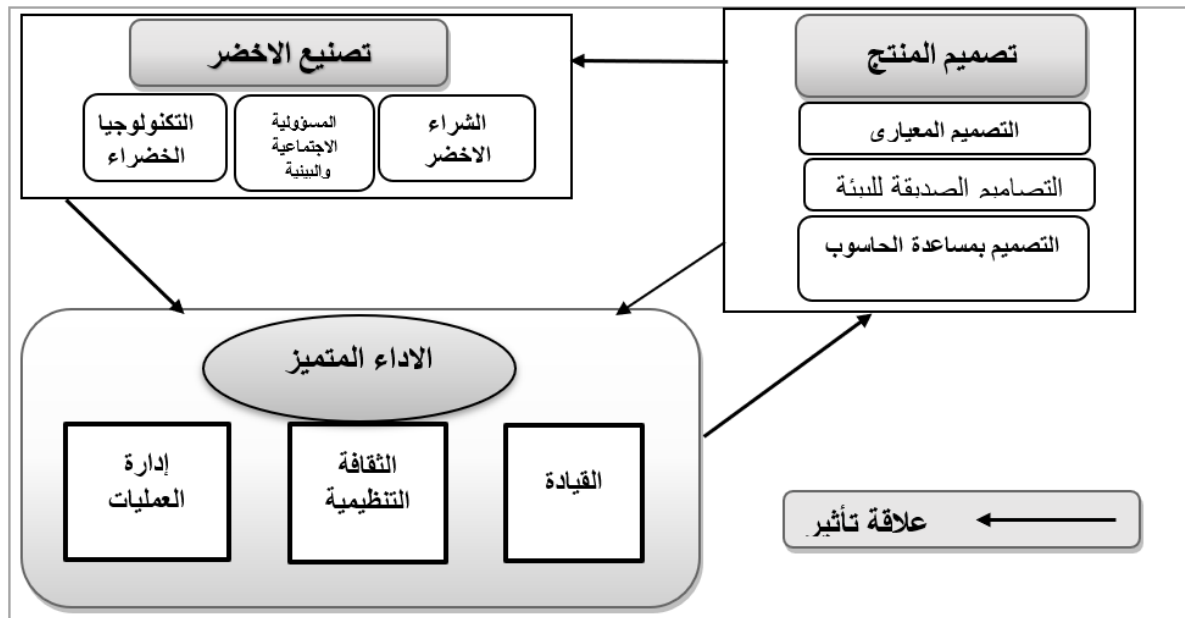 تصميم المنتج
التصميم المعياري
التصاميم الصديقة للبيئة
التصميم بمساعدة الحاسوب
تصنيع الاخضر
الشراء
الاخضر
المسؤولية
الاجتماعية
والبيئية
التكنولوجيا
الخضراء
الاداء المتميز
القيادة
الثقافة
التنظيمية
إدارة
العمليات
علاقة تأثير